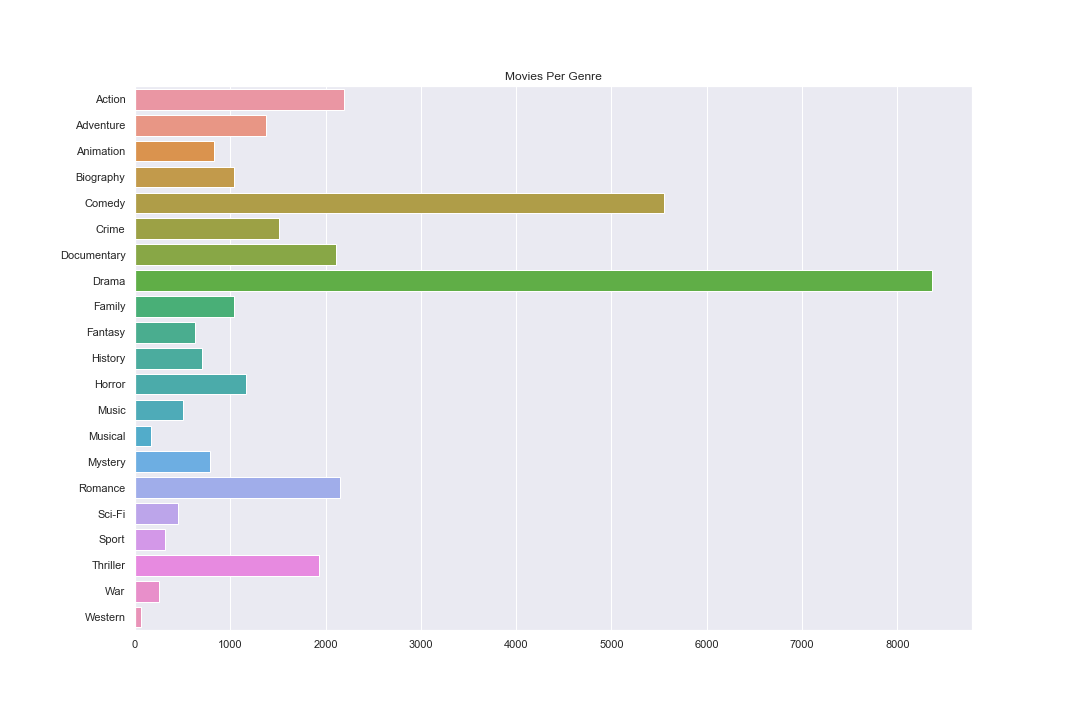 Movies Per Genre
Action
Adventure
Animation
Biography
Comedy
Crime
Documentary
Drama
Family
Fantasy
History
Horror
Music
Musical
Mystery
Romance
Sci-Fi
Sport
Thriller
War
Western
0 1000 2000 3000 4000 5000 6000 7000 8000